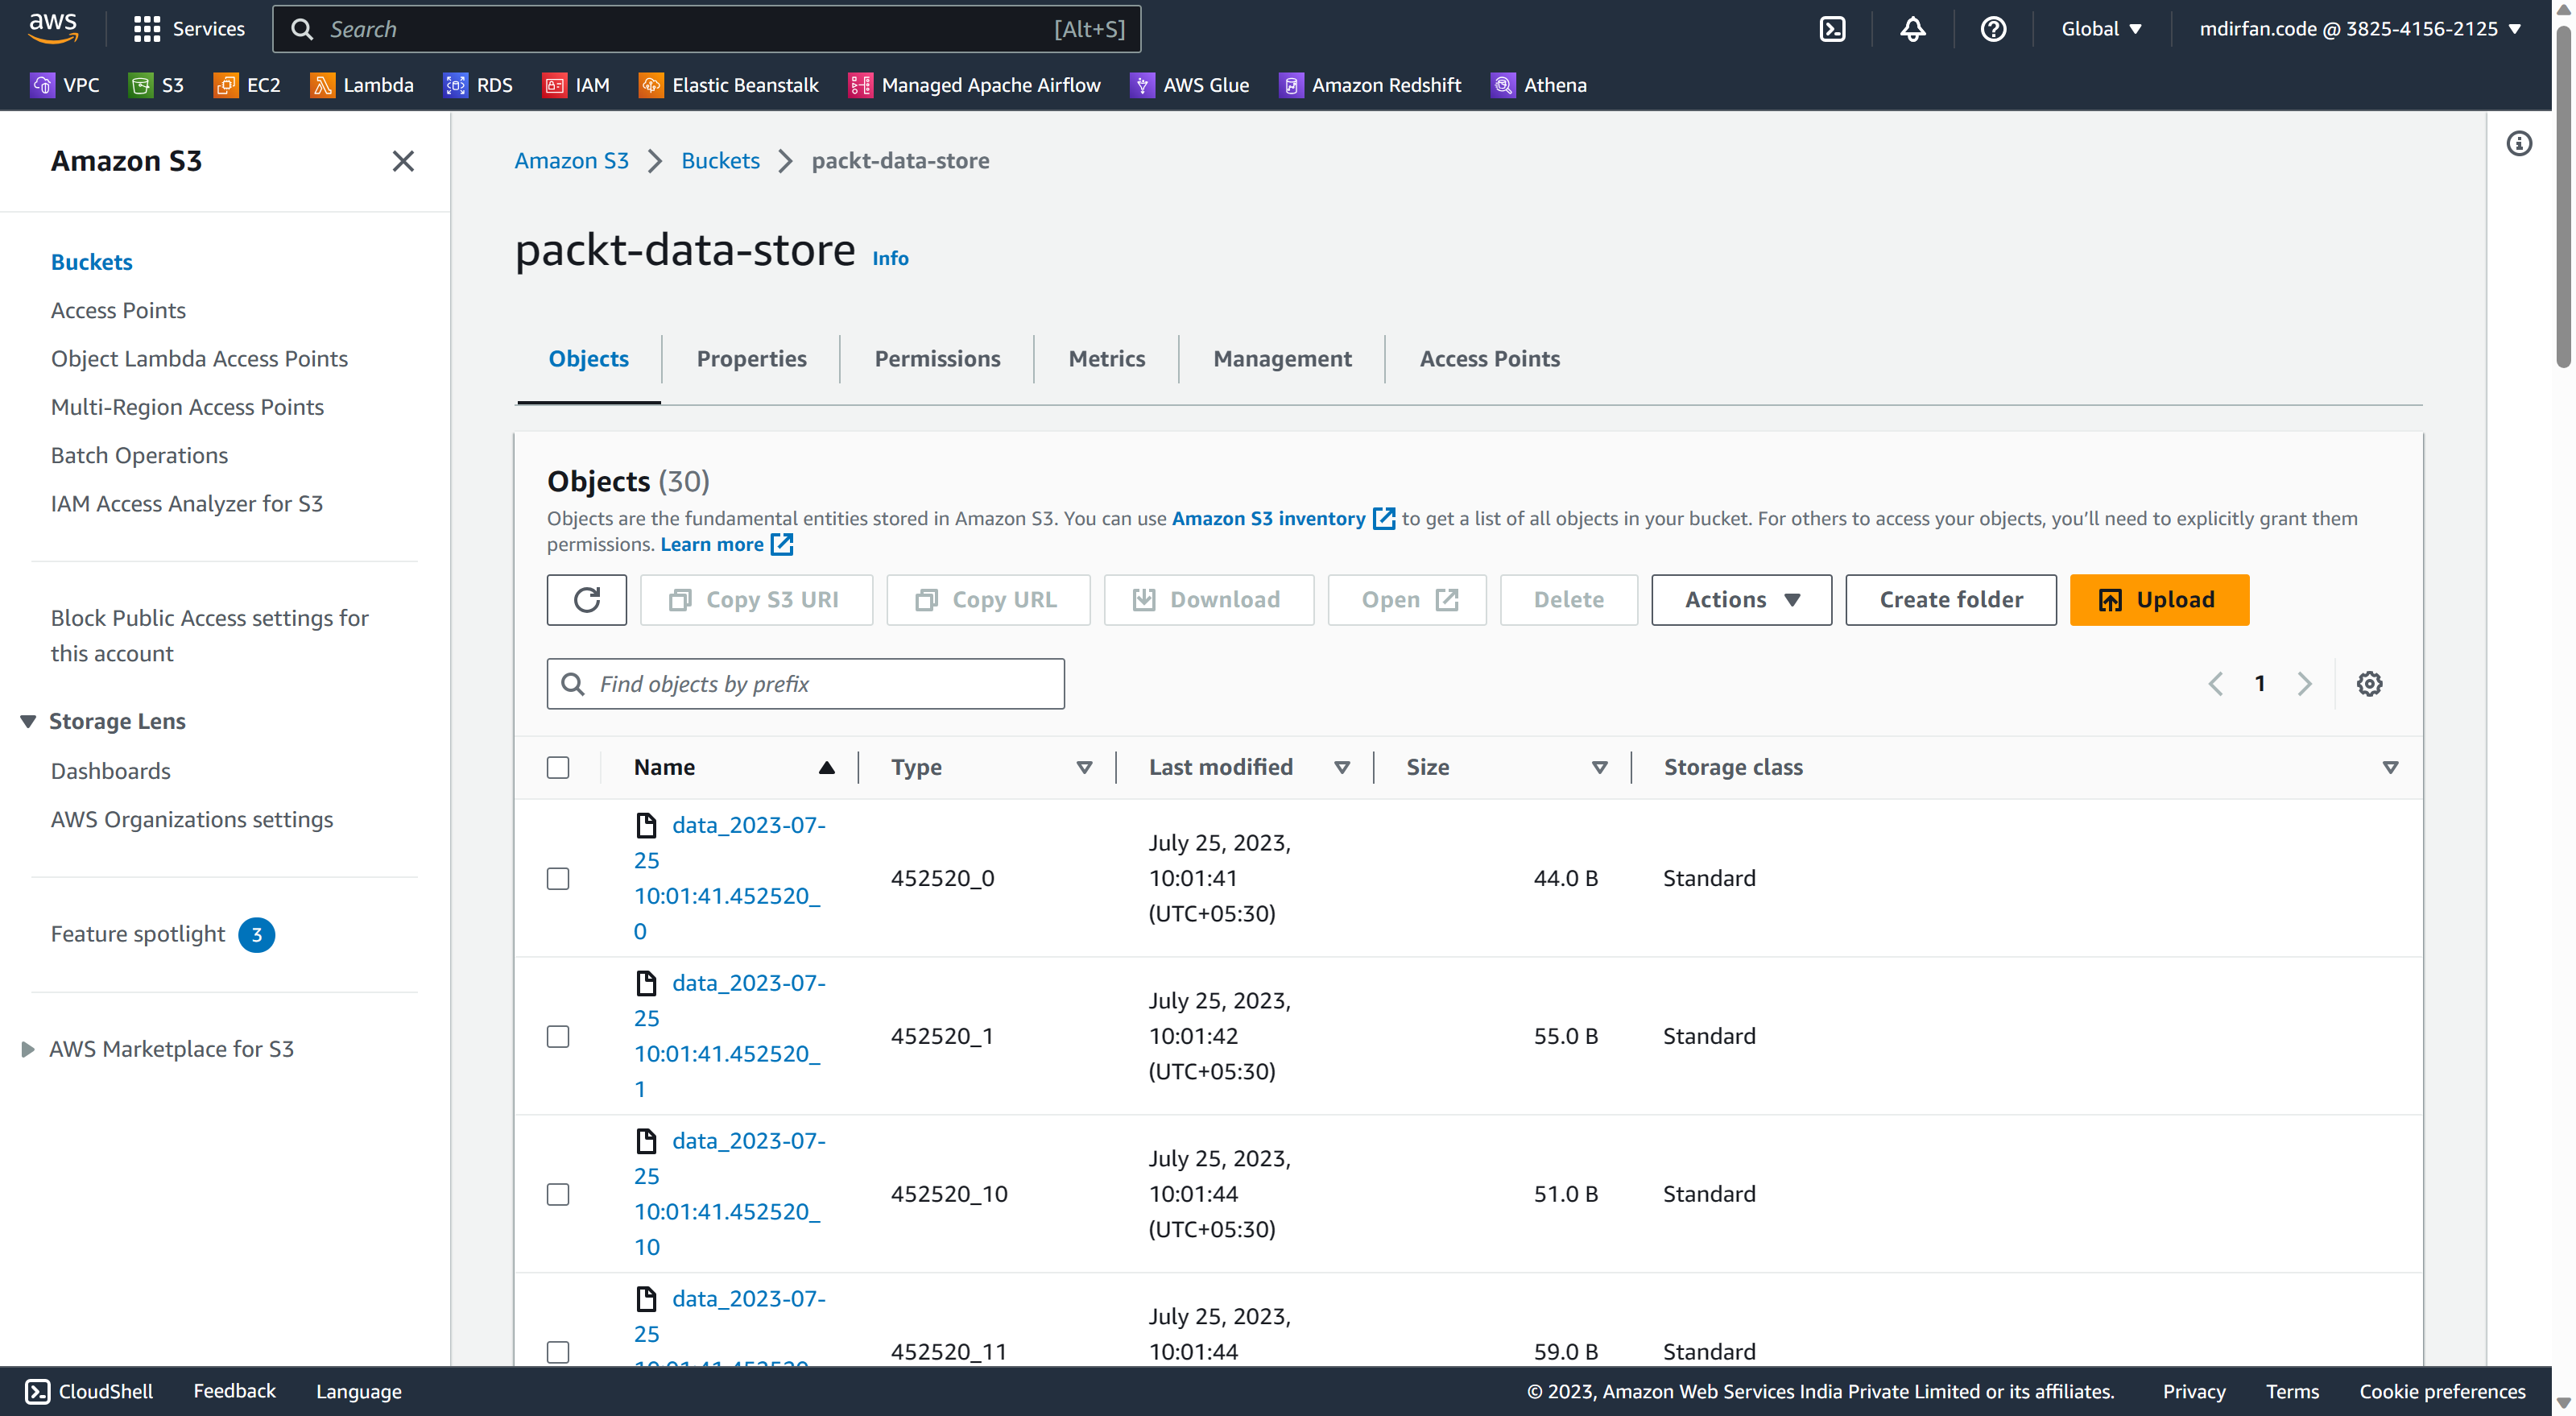 aws
Services
Search
[Alt+S]
Global
mdirfan.code @ 3825-4156-2125
VPC
S3
EC2
Lambda
RDS
IAM
Elastic Beanstalk
Managed Apache Airflow
AWS Glue
Amazon Redshift
Athena
Amazon S3
Buckets
Access Points
Object Lambda Access Points
Multi-Region Access Points
Batch Operations
IAM Access Analyzer for S3
Block Public Access settings for
this account
Storage Lens
Dashboards
AWS Organizations settings
Feature spotlight 3
AWS Marketplace for S3
Amazon S3
Buckets
packt-data-store
packt-data-store Info
Objects
Properties
Permissions
Metrics
Management
Access Points
Objects (30)
Objects are the fundamental entities stored in Amazon S3. You can use Amazon S3 inventory to get a list of all objects in your bucket. For others to access your objects, you’ll need to explicitly grant them
permissions. Learn more
Copy S3 URI
Copy URL
Download
Open
Delete
Actions
Create folder
Upload
Find objects by prefix
1
Name
Type
Last modified
Size
Storage class
data_2023-07-
25
10:01:41.452520_
0
452520_0
July 25, 2023,
10:01:41
(UTC+05:30)
44.0 B
Standard
data_2023-07-
25
10:01:41.452520_
1
452520_1
July 25, 2023,
10:01:42
(UTC+05:30)
55.0 B
Standard
data_2023-07-
25
10:01:41.452520_
10
452520_10
July 25, 2023,
10:01:44
(UTC+05:30)
51.0 B
Standard
data_2023-07-
25
452520_11
July 25, 2023,
10:01:44
59.0 B
Standard
CloudShell
Feedback
Language
© 2023, Amazon Web Services India Private Limited or its affiliates.
Privacy
Terms
Cookie preferences